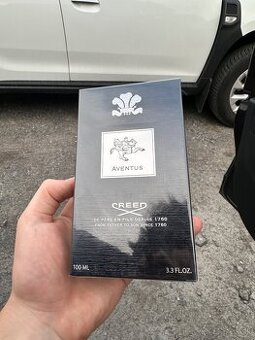 AVENTUS
CREED
DE PÈRE EN FILS DEPUIS 1760
FROM FATHER TO SON SINCE 1760
100 ML 3.3 FL.OZ.